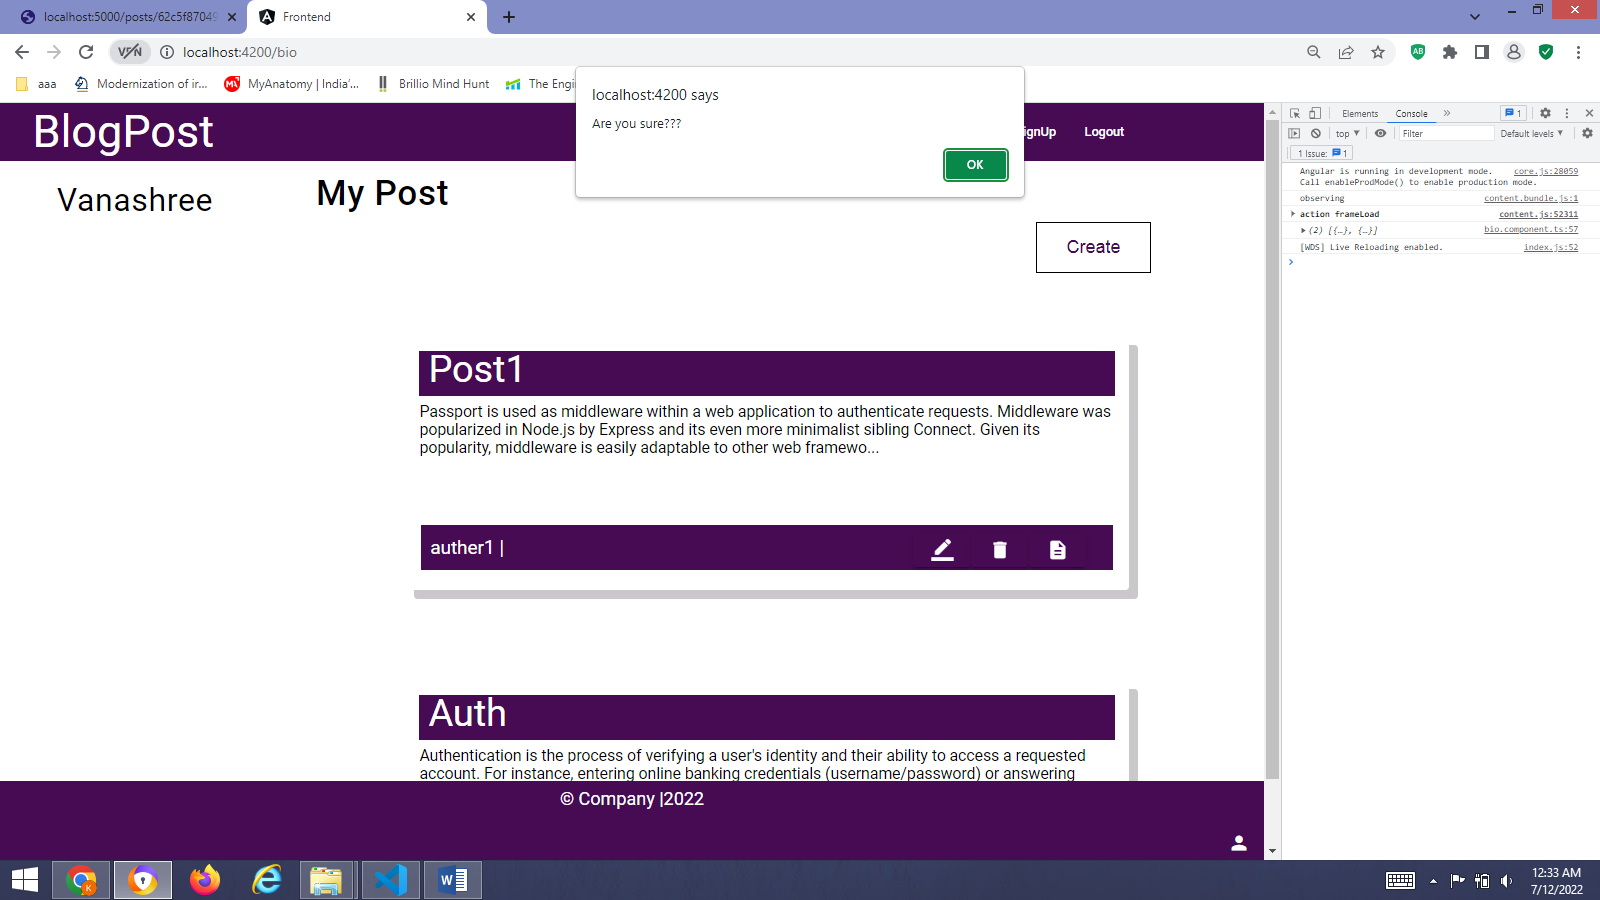 localhost:5000/posts/62c5f87049
Frontend
VPN
localhost:4200/bio
aaa
Modernization of ir...
MyAnatomy | India'...
Brillio Mind Hunt
The Engi
localhost:4200 says
Are you sure???
OK
BlogPost
ignUp
Logout
Vanashree
My Post
Create
Post1
Passport is used as middleware within a web application to authenticate requests. Middleware was
popularized in Node.js by Express and its even more minimalist sibling Connect. Given its
popularity, middleware is easily adaptable to other web framewo...
auther1 |
Auth
Authentication is the process of verifying a user's identity and their ability to access a requested
account. For instance, entering online banking credentials (username/password) or answering
© Company |2022
Elements
Console
»
1
top
Filter
Default levels
1 Issue: 1
Angular is running in development mode. core.js:28059
Call enableProdMode() to enable production mode.
observing content.bundle.js:1
action frameLoad content.js:52311
(2) [{…}, {…}] bio.component.ts:57
[WDS] Live Reloading enabled. index.js:52
12:33 AM
7/12/2022